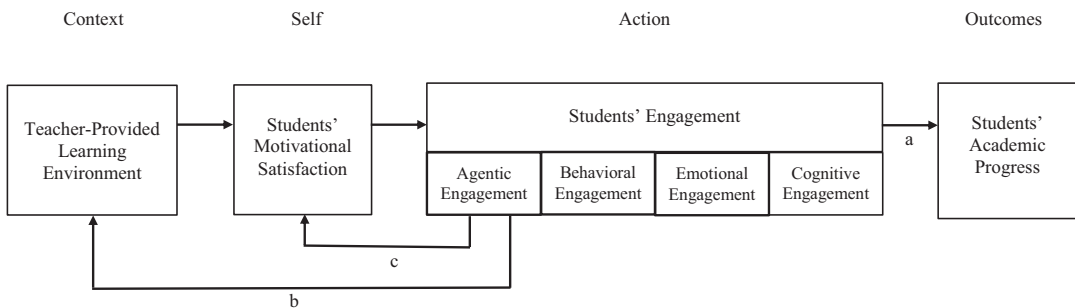 Context
Self
Action
Outcomes
Teacher-Provided
Learning
Environment
Students’
Motivational
Satisfaction
Students’ Engagement
Agentic
Engagement
Behavioral
Engagement
Emotional
Engagement
Cognitive
Engagement
a
Students’
Academic
Progress
c
b